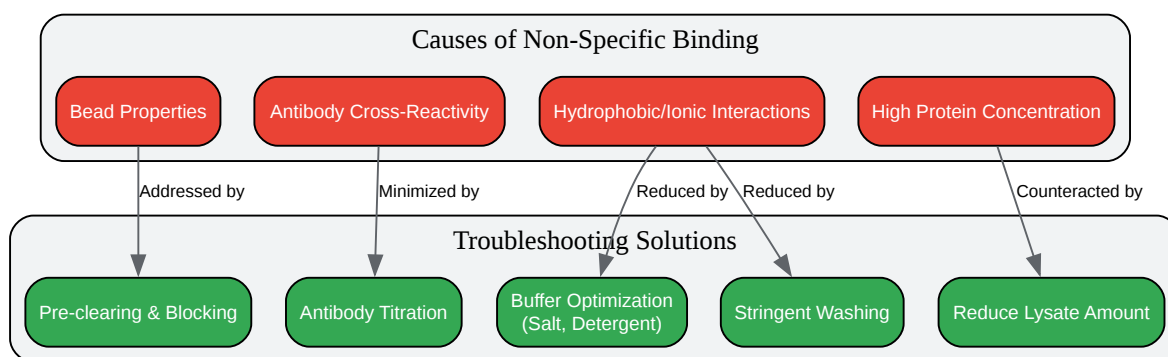 Causes of Non-Specific Binding
Bead Properties
Antibody Cross-Reactivity
Hydrophobic/Ionic Interactions
High Protein Concentration
Addressed by
Minimized by
Reduced by
Reduced by
Counteracted by
Troubleshooting Solutions
Pre-clearing & Blocking
Antibody Titration
Buffer Optimization
(Salt, Detergent)
Stringent Washing
Reduce Lysate Amount